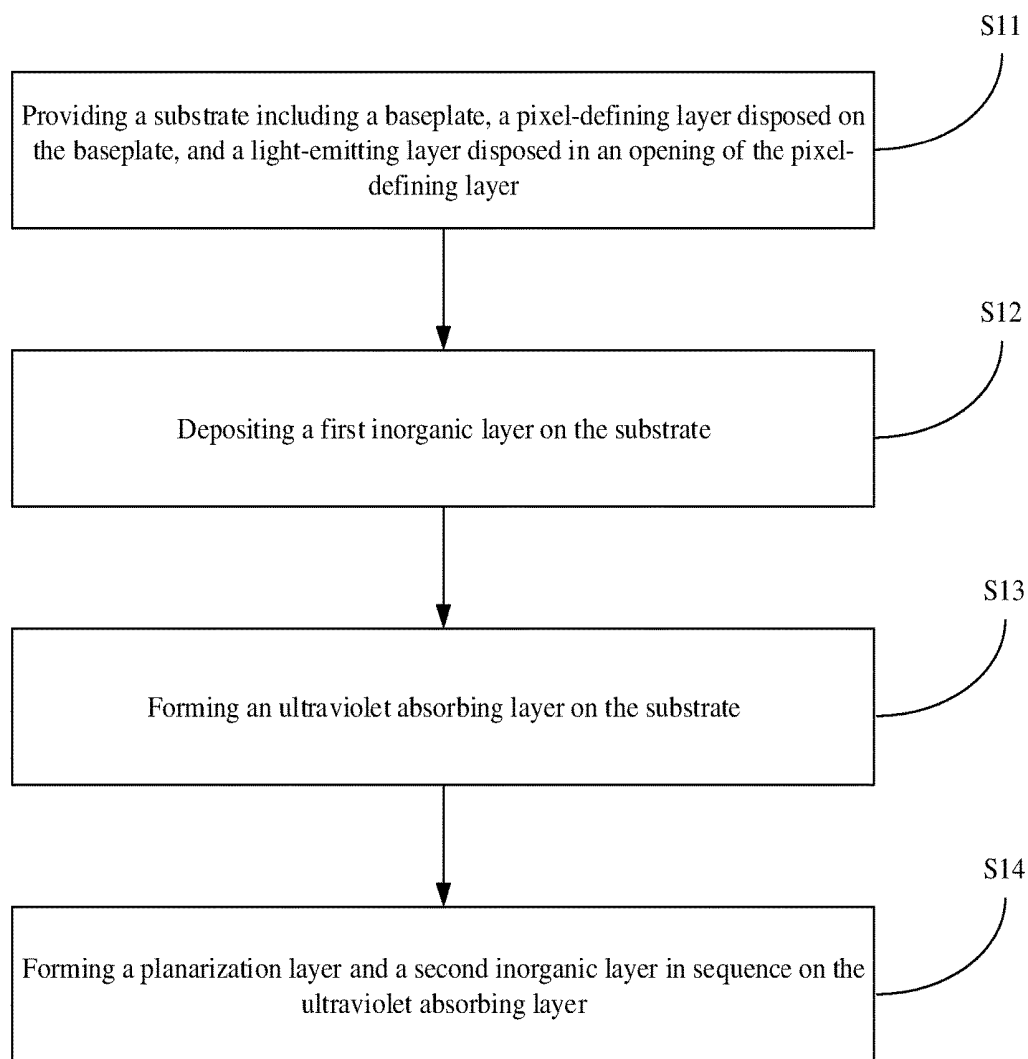 S11
Providing a substrate including a baseplate, a pixel-defining layer disposed on
the baseplate, and a light-emitting layer disposed in an opening of the pixel-
defining layer
S12
Depositing a first inorganic layer on the substrate
S13
Forming an ultraviolet absorbing layer on the substrate
S14
Forming a planarization layer and a second inorganic layer in sequence on the
ultraviolet absorbing layer